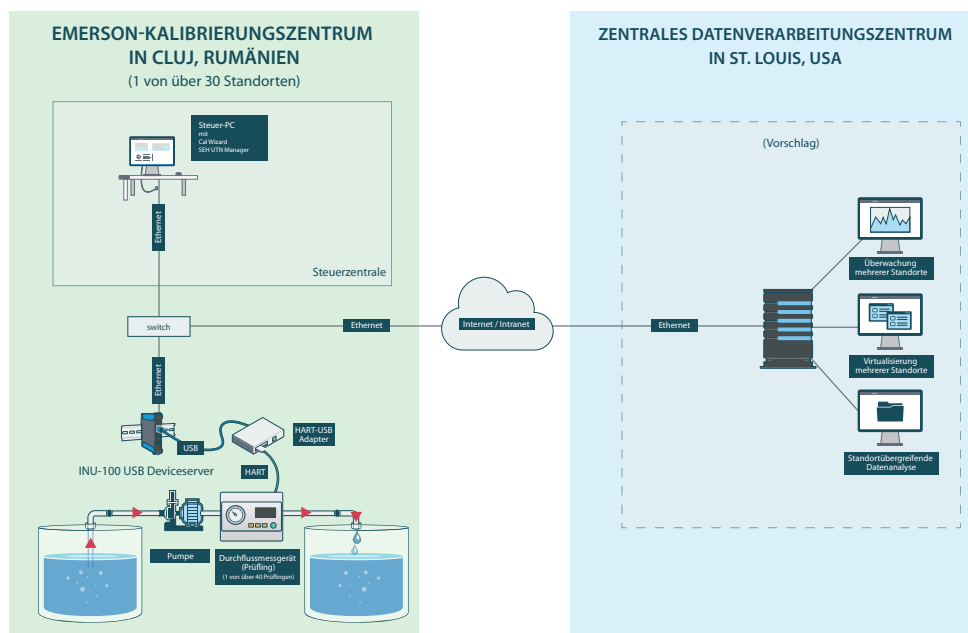 EMERSON-KALIBRIERUNGSZENTRUM
IN CLUJ, RUMÄNIEN
(1 von über 30 Standorten)
Steuer-PC
mit
Cal Wizard
SEH UTN Manager
Ethernet
Steuerzentrale
switch
Ethernet
Ethernet
USB
HART-USB
Adapter
INU-100 USB Deviceserver
HART
Pumpe
Durchflussmessgerät
(Prüfling)
(1 von über 40 Prüflingen)
Internet / Intranet
ZENTRALES DATENVERARBEITUNGSZENTRUM
IN ST. LOUIS, USA
(Vorschlag)
Ethernet
Überwachung
mehrerer Standorte
Virtualisierung
mehrerer Standorte
Standortübergreifende
Datenanalyse